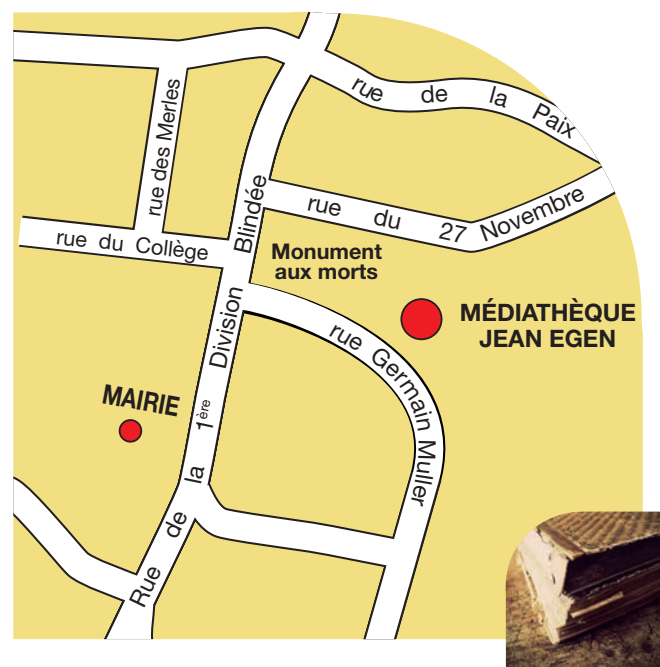 rue de la Paix
rue des Merles
rue du 27 Novembre
rue du Collège
Monument
aux morts
MÉDIATHÈQUE
JEAN EGEN
rue Germain Muller
MAIRIE
Rue de la 1ère Division Blindée